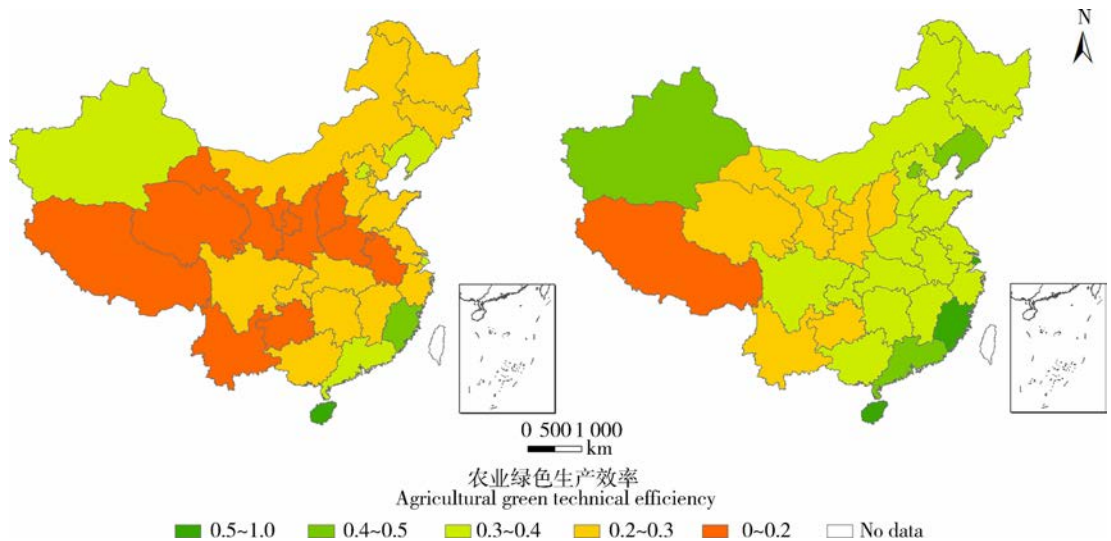 N
0 500 1 000
km
农业绿色生产效率
Agricultural green technical efficiency
0.5~1.0 0.4~0.5 0.3~0.4 0.2~0.3 0~0.2 No data